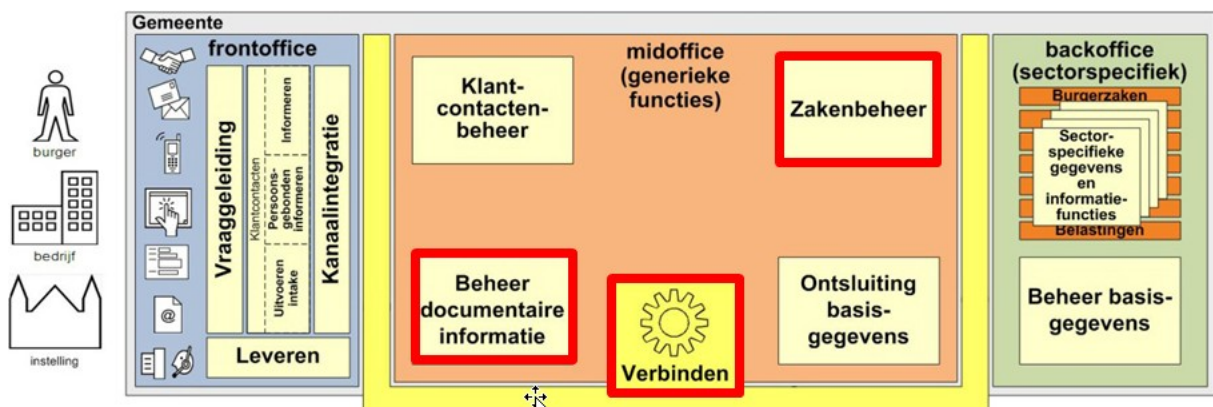 Gemeente
burger
bedrijf
instelling
frontoffice
Vraaggeleiding
Klantcontacten
Informeren
Persoons-
gebonden
informeren
Uitvoeren
intake
Kanaalintegratie
@
Leveren
midoffice
(generieke
functies)
Klant-
contacten-
beheer
Zakenbeheer
Beheer
documentaire
informatie
Verbinden
Ontsluiting
basis-
gegevens
backoffice
(sectorspecifiek)
Burgerzaken
Sector-
specifieke
gegevens
en
informatie-
functies
Belastingen
Beheer basis-
gegevens